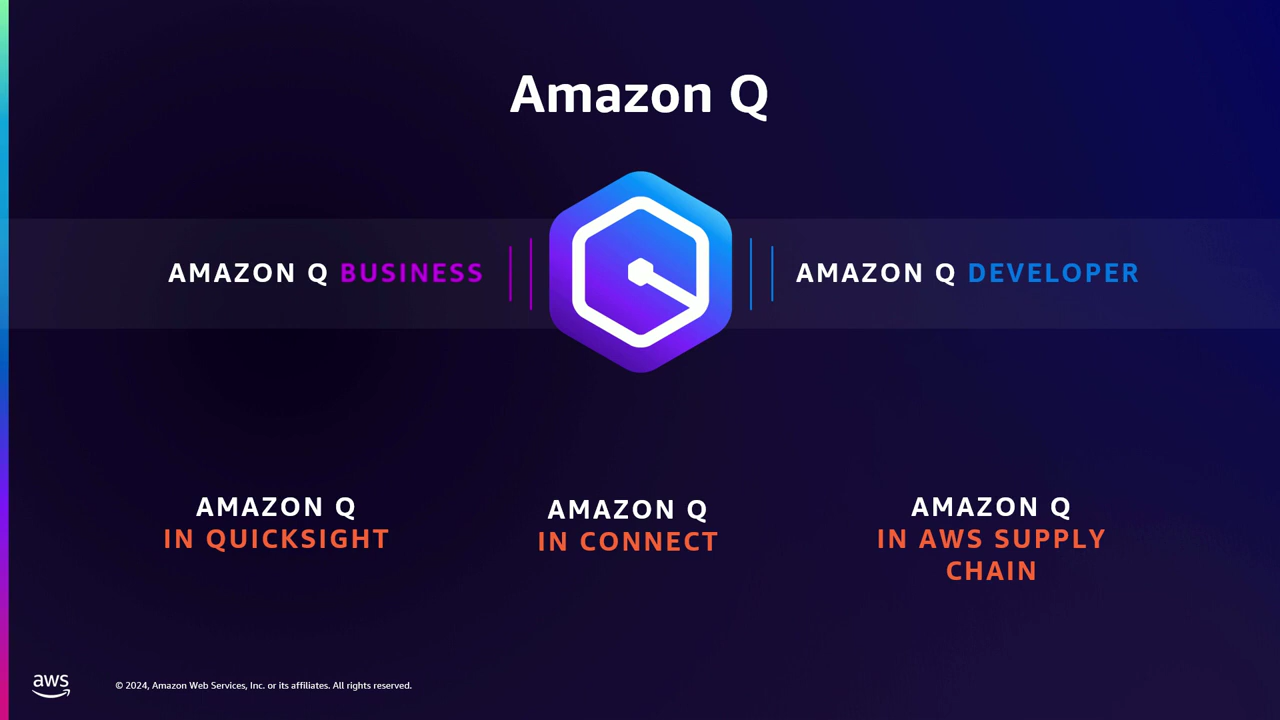 Amazon Q
AMAZON Q BUSINESS
AMAZON Q DEVELOPER
AMAZON Q
IN QUICKSIGHT
AMAZON Q
IN CONNECT
AMAZON Q
IN AWS SUPPLY
CHAIN
aws
© 2024, Amazon Web Services, Inc. or its affiliates. All rights reserved.